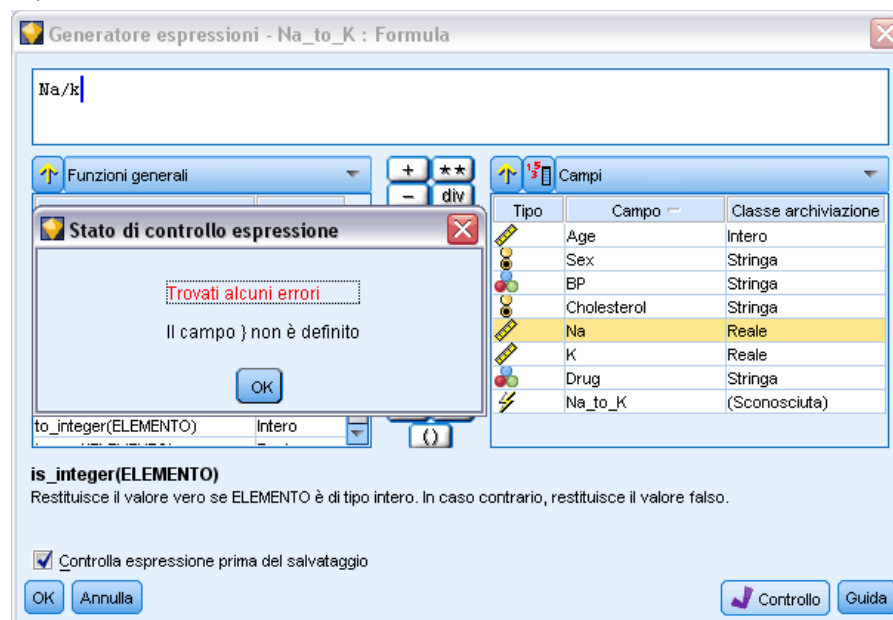 Generatore espressioni - Na_to_K : Formula
Na/k
Funzioni generali
+ **
− div
Campi
Tipo Campo Classe archiviazione
Age Intero
Sex Stringa
BP Stringa
Cholesterol Stringa
Na Reale
K Reale
Drug Stringa
Na_to_K (Sconosciuta)
Stato di controllo espressione
Trovati alcuni errori
Il campo } non è definito
OK
to_integer(ELEMENTO) Intero
()
is_integer(ELEMENTO)
Restituisce il valore vero se ELEMENTO è di tipo intero. In caso contrario, restituisce il valore falso.
Controlla espressione prima del salvataggio
OK Annulla Controllo Guida